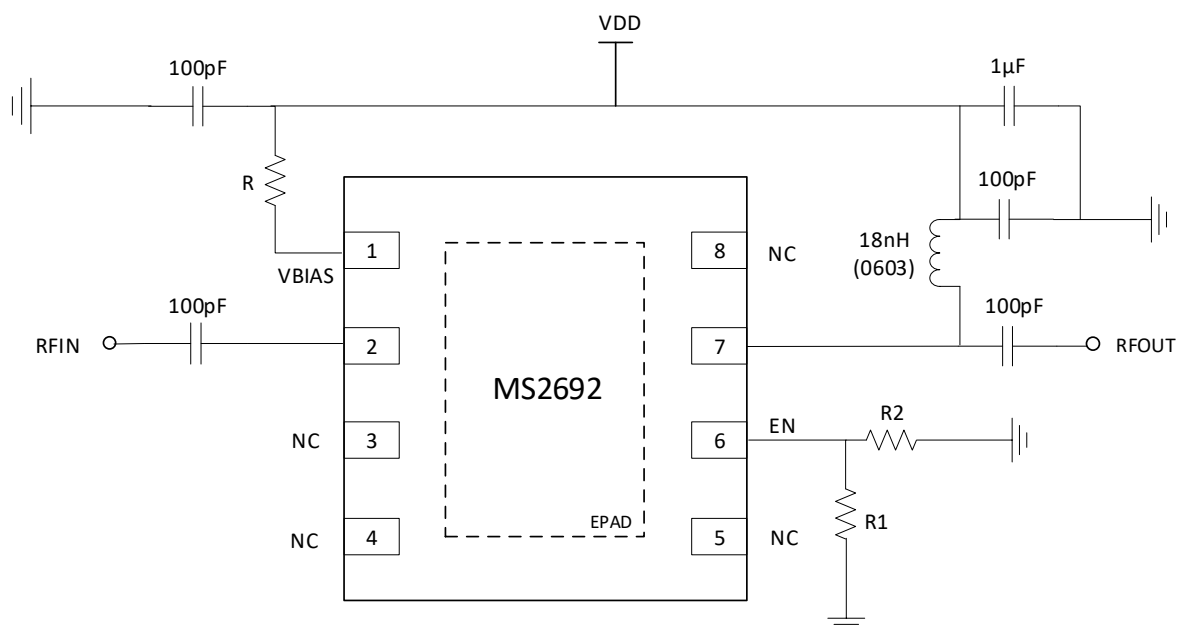 VDD
100pF
1µF
R
100pF
1
8
NC
18nH
(0603)
VBIAS
100pF
100pF
RFIN
2
7
RFOUT
MS2692
R2
NC
3
6
EN
R1
EPAD
NC
4
5
NC